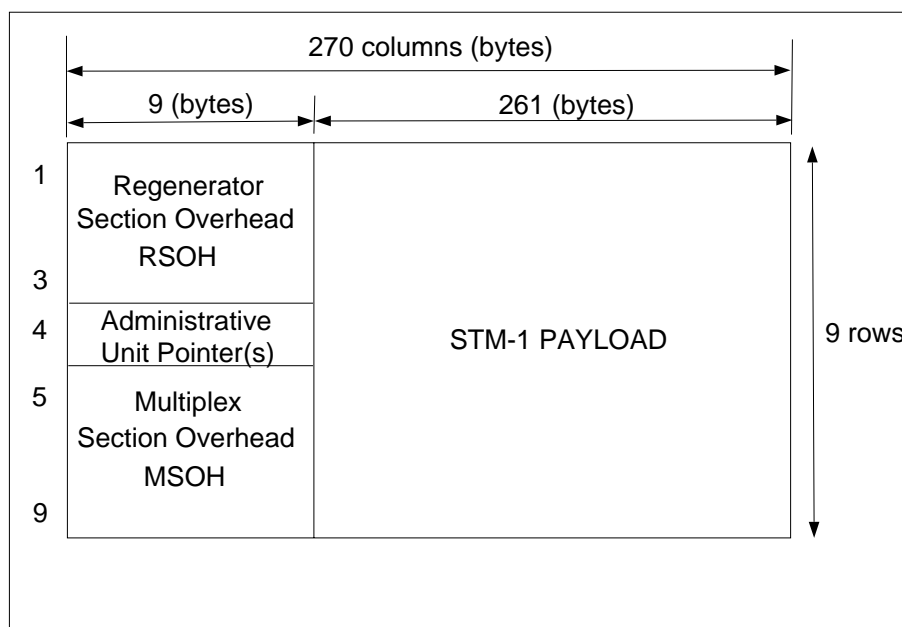 270 columns (bytes)
9 (bytes)
261 (bytes)
1
Regenerator
Section Overhead
RSOH
3
4
Administrative
Unit Pointer(s)
STM-1 PAYLOAD
9 rows
5
Multiplex
Section Overhead
MSOH
9